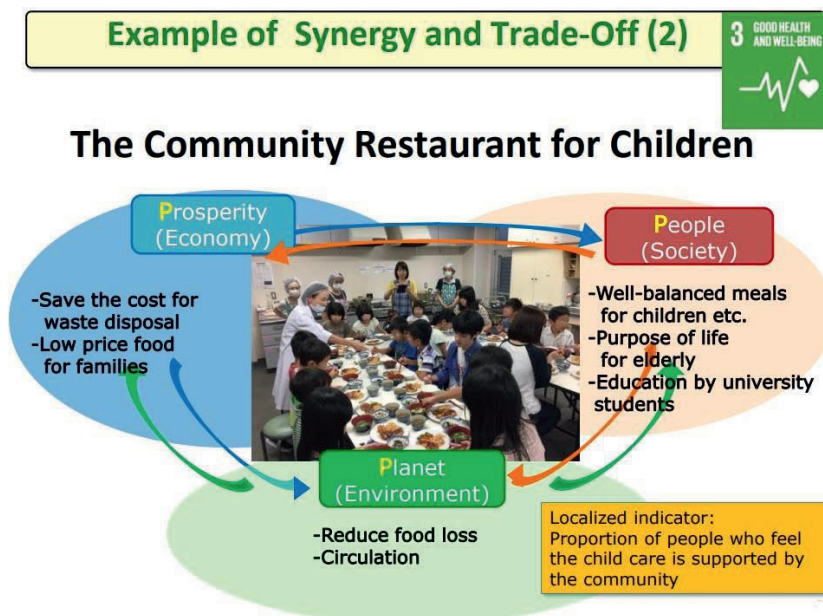 Example of Synergy and Trade-Off (2)
3 GOOD HEALTH
AND WELL-BEING
The Community Restaurant for Children
Prosperity
(Economy)
People
(Society)
-Save the cost for
waste disposal
-Low price food
for families
-Well-balanced meals
for children etc.
-Purpose of life
for elderly
-Education by university
students
Planet
(Environment)
-Reduce food loss
-Circulation
Localized indicator:
Proportion of people who feel
the child care is supported by
the community